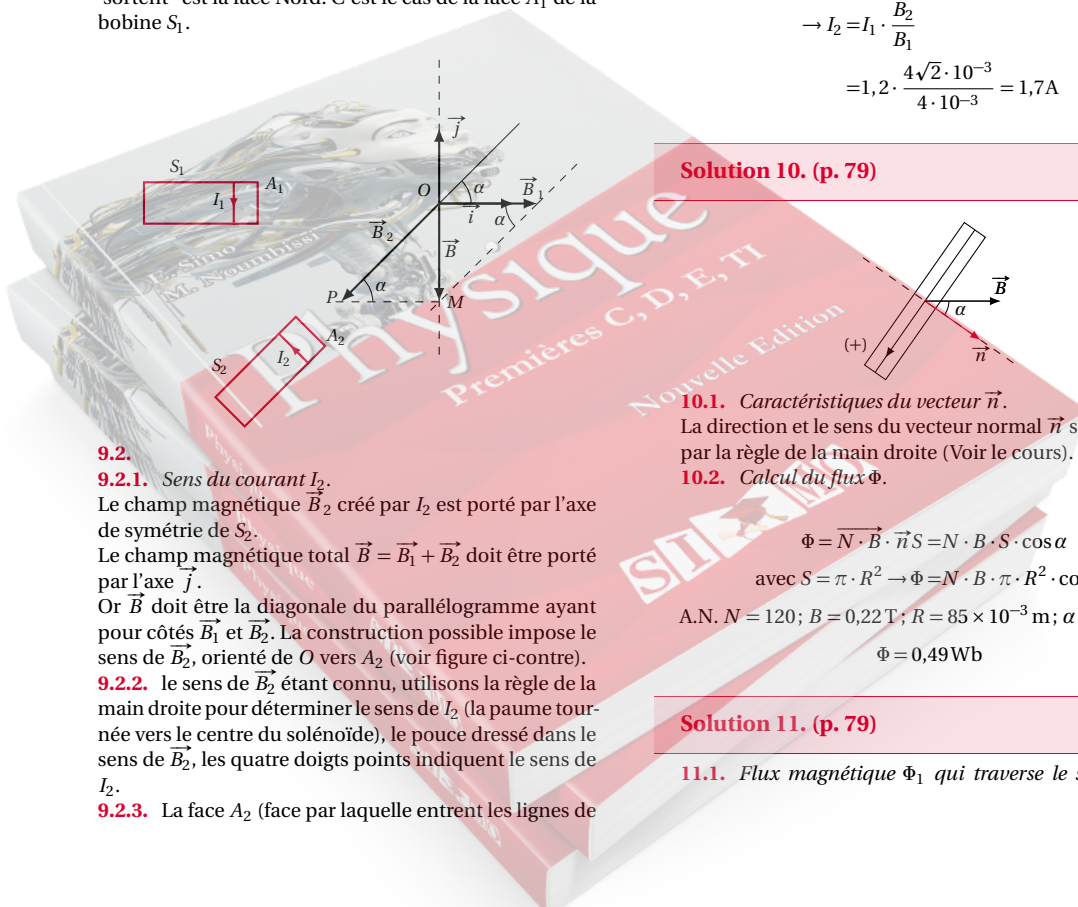 "sortent" est la face Nord. C'est le cas de la face A₁ de la
bobine S₁.
S₁
I₁
A₁
O
j
α
B₁
i
α
B₂
B
P
α
M
S₂
I₂
A₂
9.2.
9.2.1. Sens du courant I₂.
Le champ magnétique B₂ créé par I₂ est porté par l'axe
de symétrie de S₂.
Le champ magnétique total B = B₁ + B₂ doit être porté
par l'axe j.
Or B doit être la diagonale du parallélogramme ayant
pour côtés B₁ et B₂. La construction possible impose le
sens de B₂, orienté de O vers A₂ (voir figure ci-contre).
9.2.2. le sens de B₂ étant connu, utilisons la règle de la
main droite pour déterminer le sens de I₂ (la paume tour-
née vers le centre du solénoïde), le pouce dressé dans le
sens de B₂, les quatre doigts points indiquent le sens de
I₂.
9.2.3. La face A₂ (face par laquelle entrent les lignes de
→ I₂ = I₁ · B₂/B₁
=1,2 · 4√2·10⁻³/4·10⁻³ = 1,7A
Solution 10. (p. 79)
B
α
n
(+)
10.1. Caractéristiques du vecteur n.
La direction et le sens du vecteur normal n s
par la règle de la main droite (Voir le cours).
10.2. Calcul du flux Φ.
Φ = N · B · n S = N · B · S · cos α
avec S = π · R² → Φ = N · B · π · R² · co
A.N. N = 120; B = 0,22 T; R = 85 × 10⁻³ m; α
Φ = 0,49 Wb
Solution 11. (p. 79)
11.1. Flux magnétique Φ₁ qui traverse le s
E. Simo
M. Noumbissi
Physique
Premières C, D, E, TI
Nouvelle Edition
SIMO